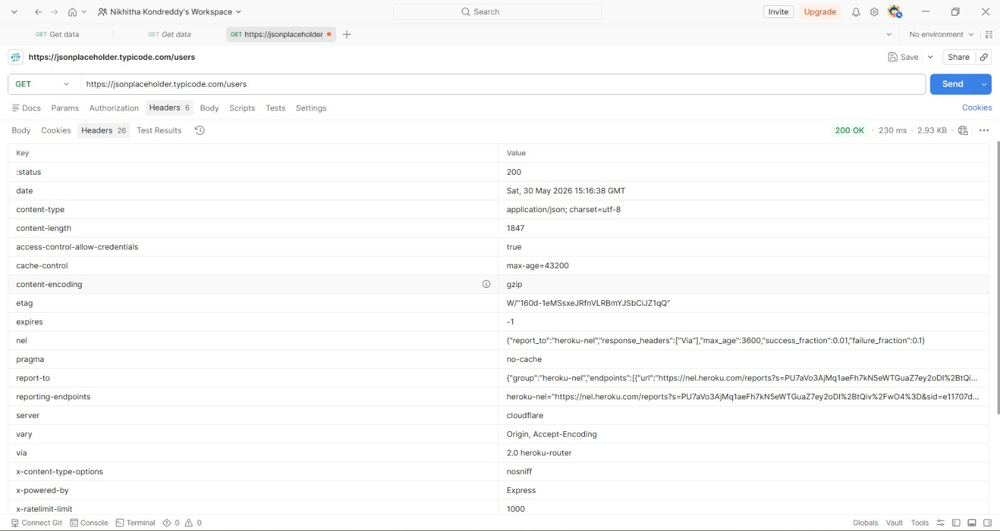 Nikhitha Kondreddy's Workspace
Search
Invite
Upgrade
GET Get data
GET Get data
GET https://jsonplaceholder
No environment
HTTP https://jsonplaceholder.typicode.com/users
Save
Share
GET
https://jsonplaceholder.typicode.com/users
Send
Docs Params Authorization Headers 6 Body Scripts Tests Settings
Cookies
Body Cookies Headers 26 Test Results
200 OK • 230 ms • 2.93 KB
Key Value
:status 200
date Sat, 30 May 2026 15:16:38 GMT
content-type application/json; charset=utf-8
content-length 1847
access-control-allow-credentials true
cache-control max-age=43200
content-encoding gzip
etag W/"160d-1eMSsxeJRfnVLRBmYJSbCiJZ1qQ"
expires -1
nel {"report_to":"heroku-nel","response_headers":["Via"],"max_age":3600,"success_fraction":0.01,"failure_fraction":0.1}
pragma no-cache
report-to {"group":"heroku-nel","endpoints":[{"url":"https://nel.heroku.com/reports?s=PU7aVo3AjMq1aeFh7kN5eWTGuaZ7ey2oDI%2BtQi...
reporting-endpoints heroku-nel="https://nel.heroku.com/reports?s=PU7aVo3AjMq1aeFh7kN5eWTGuaZ7ey2oDI%2BtQiv%2FwO4%3D&sid=e11707d...
server cloudflare
vary Origin, Accept-Encoding
via 2.0 heroku-router
x-content-type-options nosniff
x-powered-by Express
x-ratelimit-limit 1000
Connect Git Console Terminal 0 0
Globals Vault Tools